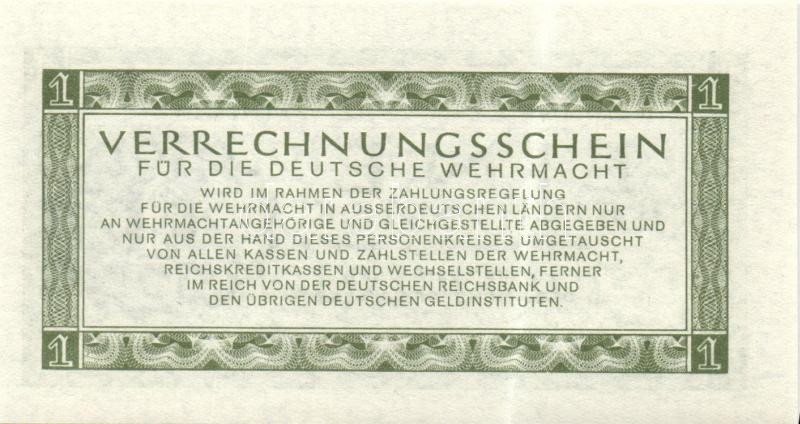 1 1
VERRECHNUNGSSCHEIN
FÜR DIE DEUTSCHE WEHRMACHT
WIRD IM RAHMEN DER ZAHLUNGSREGELUNG
FÜR DIE WEHRMACHT IN AUSSERDEUTSCHEN LÄNDERN NUR
AN WEHRMACHTANGEHÖRIGE UND GLEICHGESTELLTE ABGEGEBEN UND
NUR AUS DER HAND DIESES PERSONENKREISES UMGETAUSCHT
VON ALLEN KASSEN UND ZAHLSTELLEN DER WEHRMACHT,
REICHSKREDITKASSEN UND WECHSELSTELLEN, FERNER
IM REICH VON DER DEUTSCHEN REICHSBANK UND
DEN ÜBRIGEN DEUTSCHEN GELDINSTITUTEN.
1 1